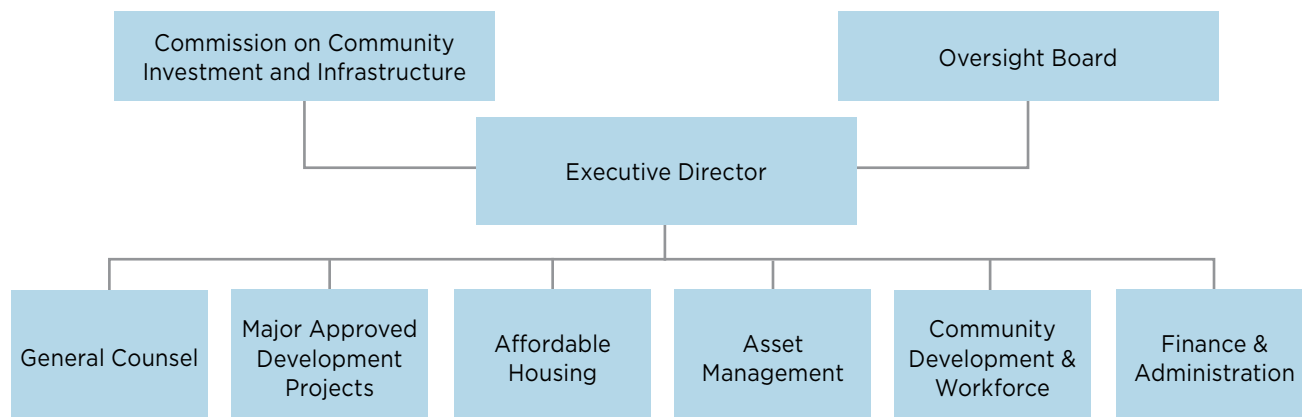 Commission on Community
Investment and Infrastructure
Oversight Board
Executive Director
General Counsel
Major Approved
Development
Projects
Affordable
Housing
Asset
Management
Community
Development &
Workforce
Finance &
Administration